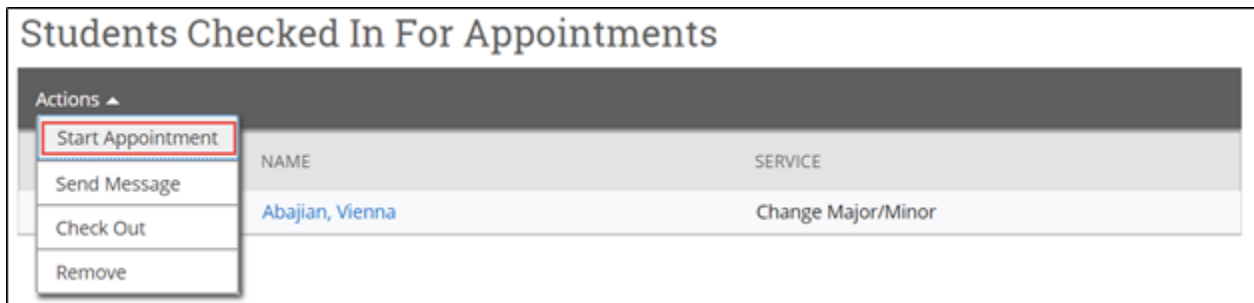 Students Checked In For Appointments
Actions
Start Appointment
NAME SERVICE
Send Message
Abajian, Vienna Change Major/Minor
Check Out
Remove